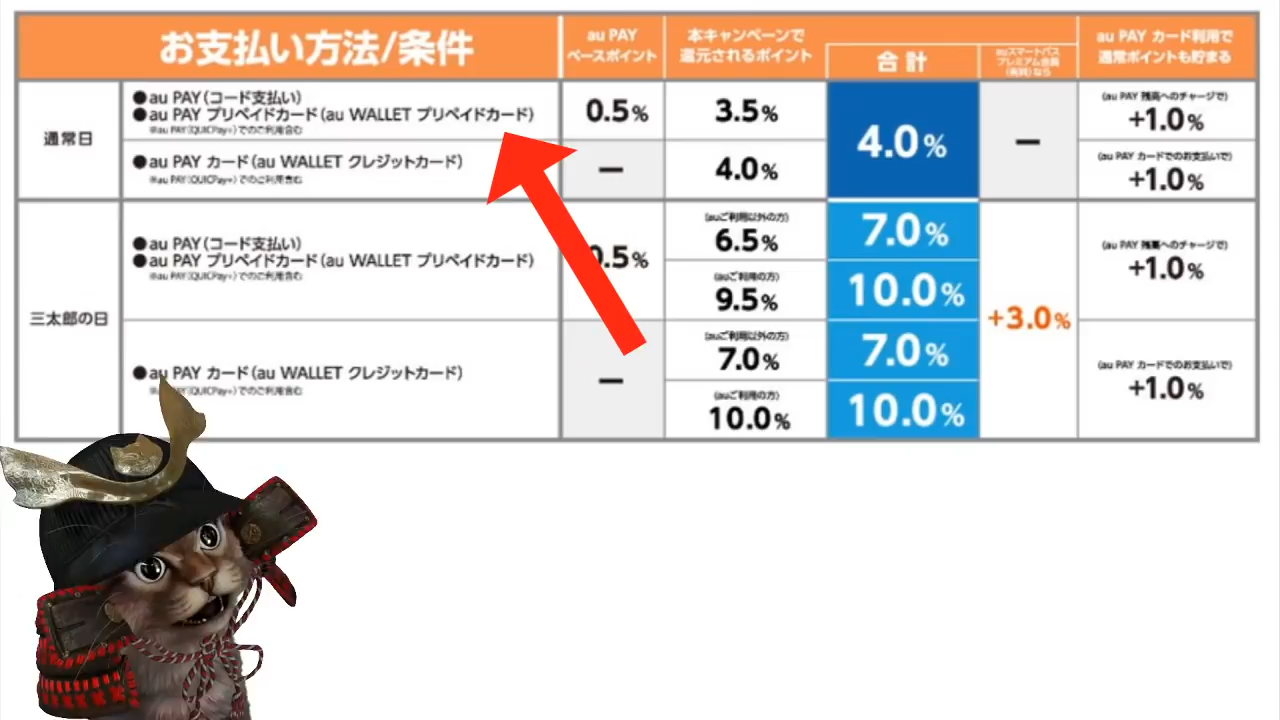 お支払い方法/条件
au PAY
ベースポイント
本キャンペーンで
還元されるポイント
合計
auスマートパス
プレミアム会員
(有料)なら
au PAY カード利用で
通常ポイントも貯まる
通常日
●au PAY(コード支払い)
●au PAY プリペイドカード(au WALLET プリペイドカード)
※au PAY(QUICPay+)でのご利用含む
0.5%
3.5%
4.0%
ー
(au PAY 残高へのチャージで)
+1.0%
●au PAY カード(au WALLET クレジットカード)
※au PAY(QUICPay+)でのご利用含む
ー
4.0%
(au PAY カードでのお支払いで)
+1.0%
三太郎の日
●au PAY(コード支払い)
●au PAY プリペイドカード(au WALLET プリペイドカード)
※au PAY(QUICPay+)でのご利用含む
0.5%
(auご利用以外の方)
6.5%
7.0%
(auご利用の方)
9.5%
10.0%
+3.0%
(au PAY 残高へのチャージで)
+1.0%
●au PAY カード(au WALLET クレジットカード)
※au PAY(QUICPay+)でのご利用含む
ー
(auご利用以外の方)
7.0%
7.0%
(auご利用の方)
10.0%
10.0%
(au PAY カードでのお支払いで)
+1.0%